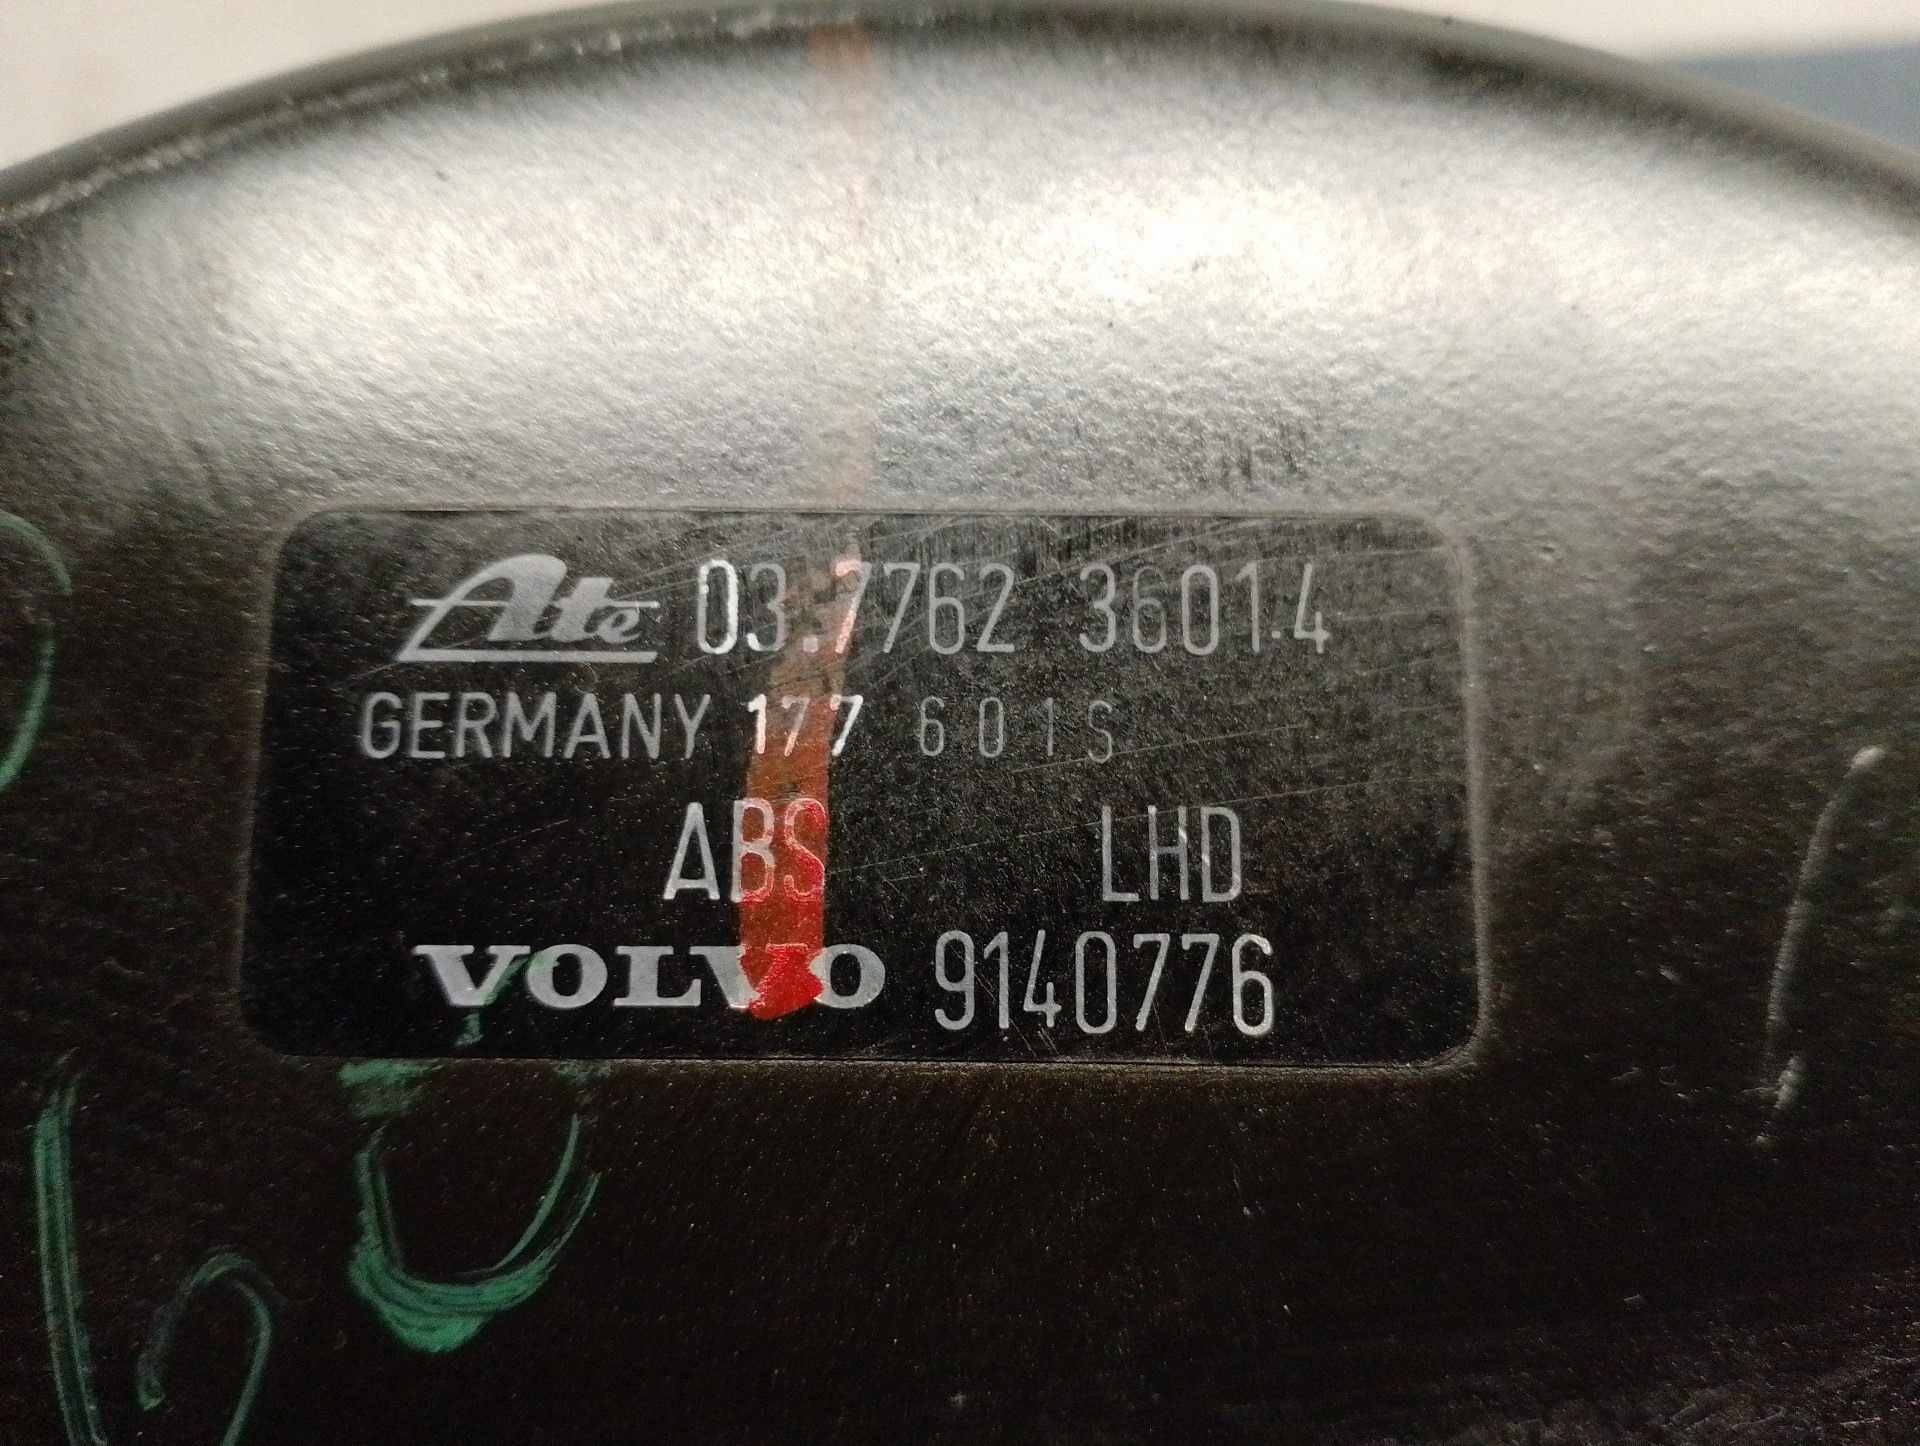 Ate 03.7762 3601.4
GERMANY 177 601S
ABS LHD
VOLVO 9140776